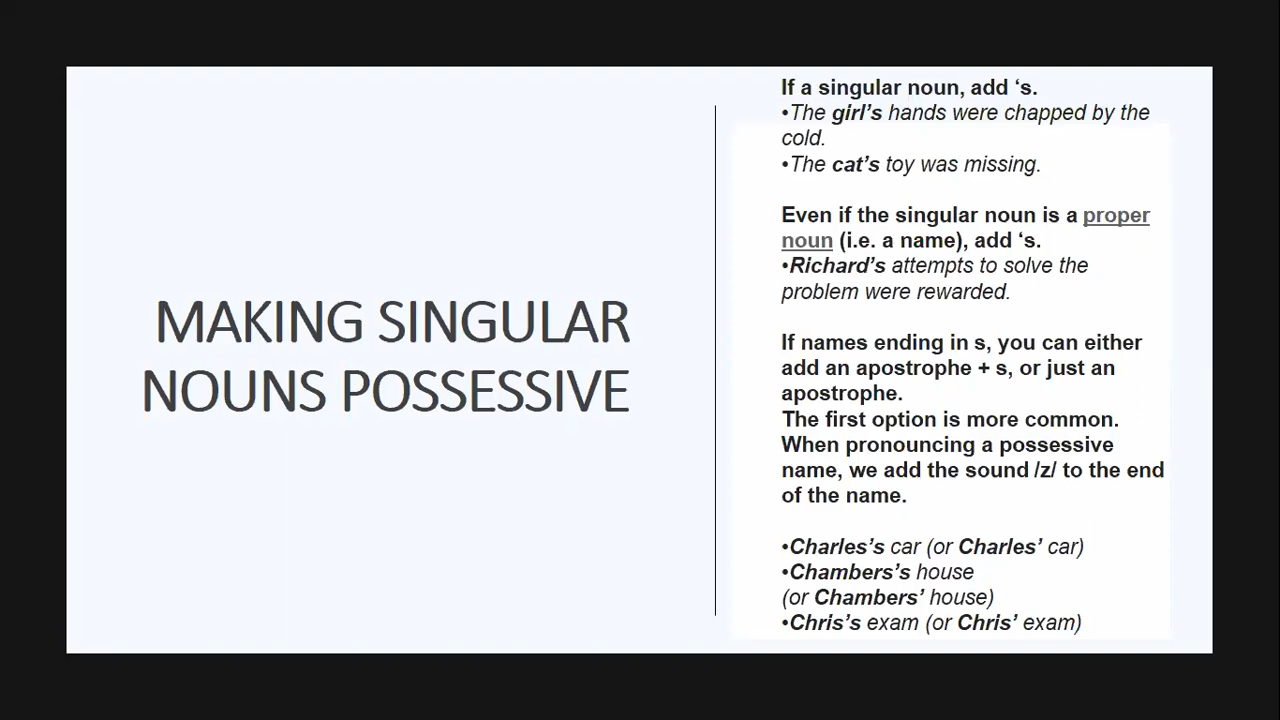 MAKING SINGULAR
NOUNS POSSESSIVE
If a singular noun, add ‘s.
•The girl’s hands were chapped by the
cold.
•The cat’s toy was missing.
Even if the singular noun is a proper
noun (i.e. a name), add ‘s.
•Richard’s attempts to solve the
problem were rewarded.
If names ending in s, you can either
add an apostrophe + s, or just an
apostrophe.
The first option is more common.
When pronouncing a possessive
name, we add the sound /z/ to the end
of the name.
•Charles’s car (or Charles’ car)
•Chambers’s house
(or Chambers’ house)
•Chris’s exam (or Chris’ exam)